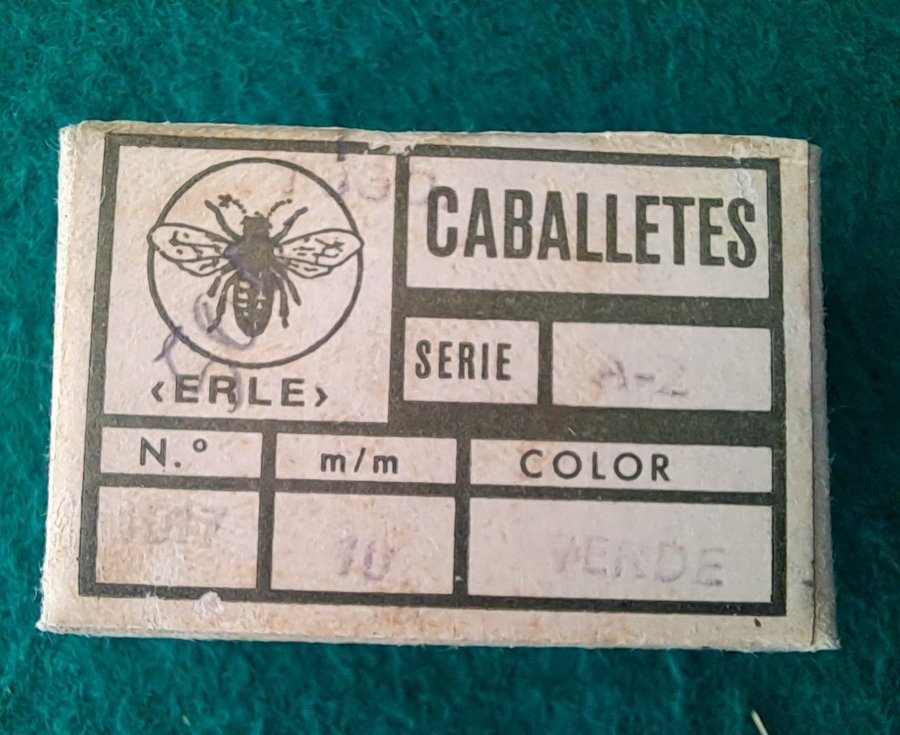 CABALLETES
‹ERLE›
SERIE A-2
N.º m/m COLOR
10 VERDE